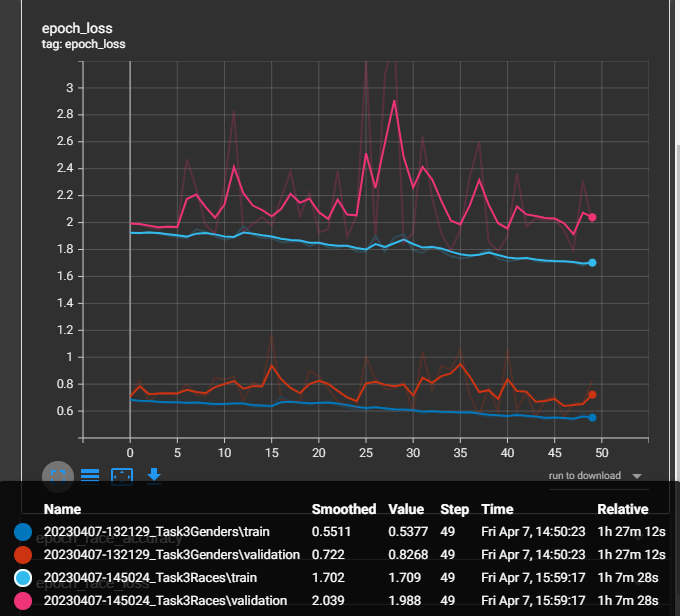 epoch_loss
tag: epoch_loss
3
2.8
2.6
2.4
2.2
2
1.8
1.6
1.4
1.2
1
0.8
0.6
0 5 10 15 20 25 30 35 40 45 50
run to download
Name Smoothed Value Step Time Relative
20230407-132129_Task3Genders\train 0.5511 0.5377 49 Fri Apr 7, 14:50:23 1h 27m 12s
epoch_race_accuracy
20230407-132129_Task3Genders\validation 0.722 0.8268 49 Fri Apr 7, 14:50:23 1h 27m 12s
20230407-145024_Task3Races\train 1.702 1.709 49 Fri Apr 7, 15:59:17 1h 7m 28s
epoch_race_loss
20230407-145024_Task3Races\validation 2.039 1.988 49 Fri Apr 7, 15:59:17 1h 7m 28s